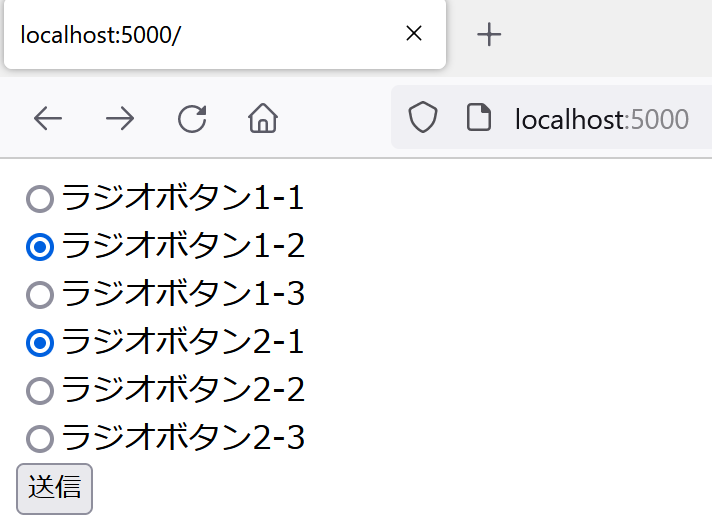 localhost:5000/
localhost:5000
ラジオボタン1-1
ラジオボタン1-2
ラジオボタン1-3
ラジオボタン2-1
ラジオボタン2-2
ラジオボタン2-3
送信